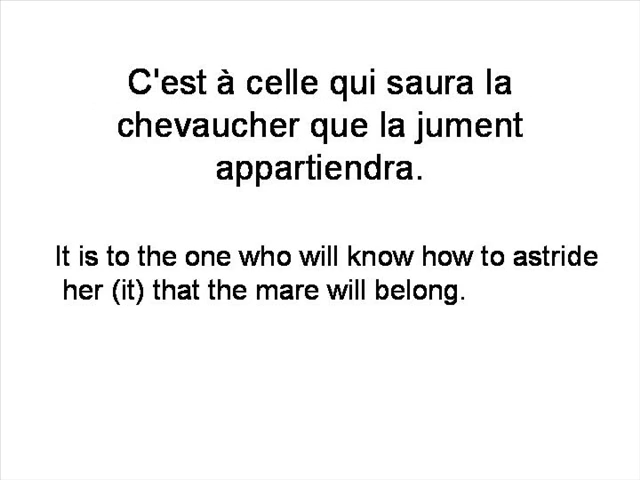 C'est à celle qui saura la
chevaucher que la jument
appartiendra.
It is to the one who will know how to astride
her (it) that the mare will belong.